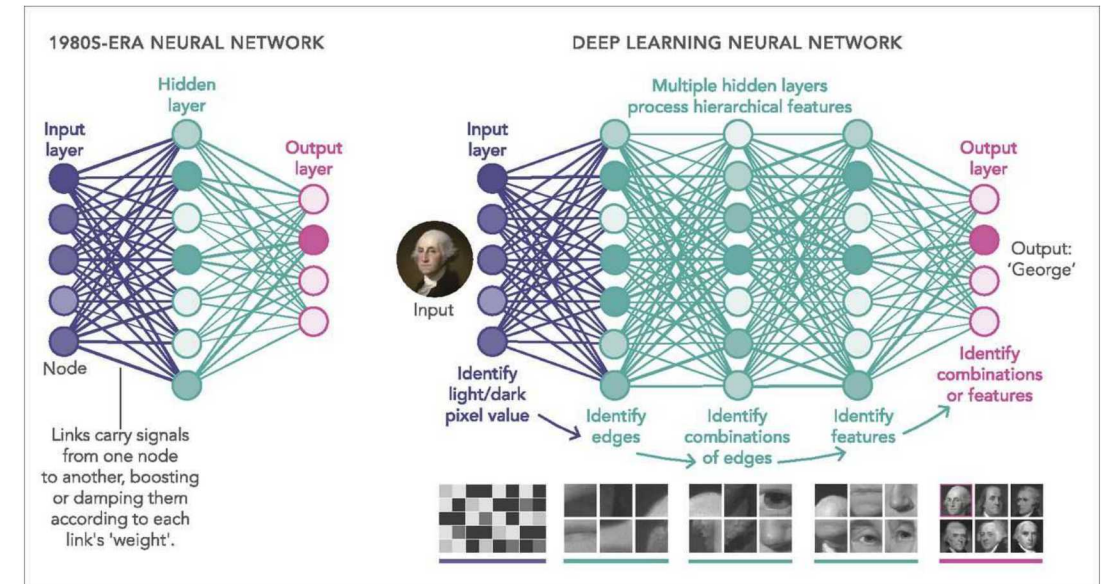 1980S-ERA NEURAL NETWORK
Hidden
layer
Input
layer
Output
layer
Node
Links carry signals
from one node
to another, boosting
or damping them
according to each
link's 'weight'.
DEEP LEARNING NEURAL NETWORK
Multiple hidden layers
process hierarchical features
Input
layer
Output
layer
Input
Output:
'George'
Identify
light/dark
pixel value
Identify
edges
Identify
combinations
of edges
Identify
features
Identify
combinations
or features